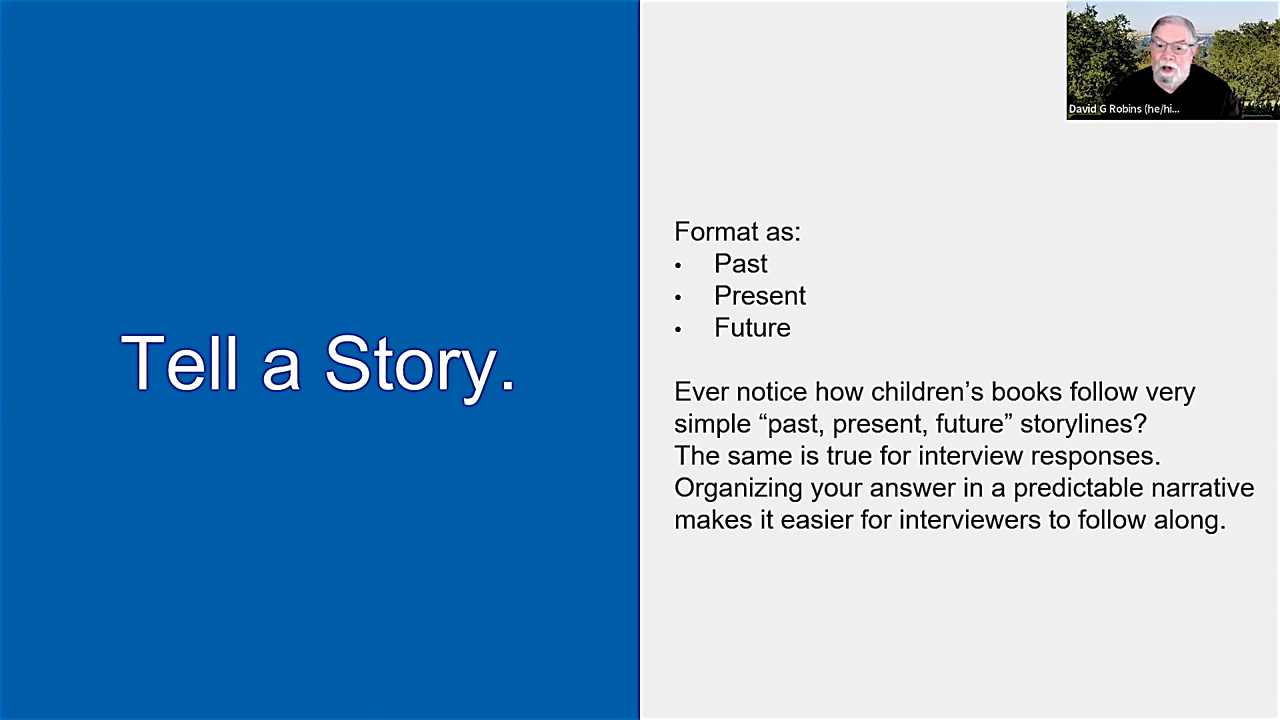 Tell a Story.
Format as:
• Past
• Present
• Future
Ever notice how children’s books follow very
simple “past, present, future” storylines?
The same is true for interview responses.
Organizing your answer in a predictable narrative
makes it easier for interviewers to follow along.
David G Robins (he/hi...